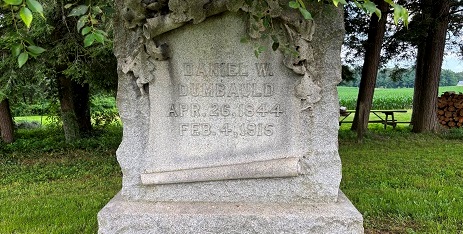 DANIEL W.
DUMBAULD
APR. 26, 1844
FEB. 4, 1915